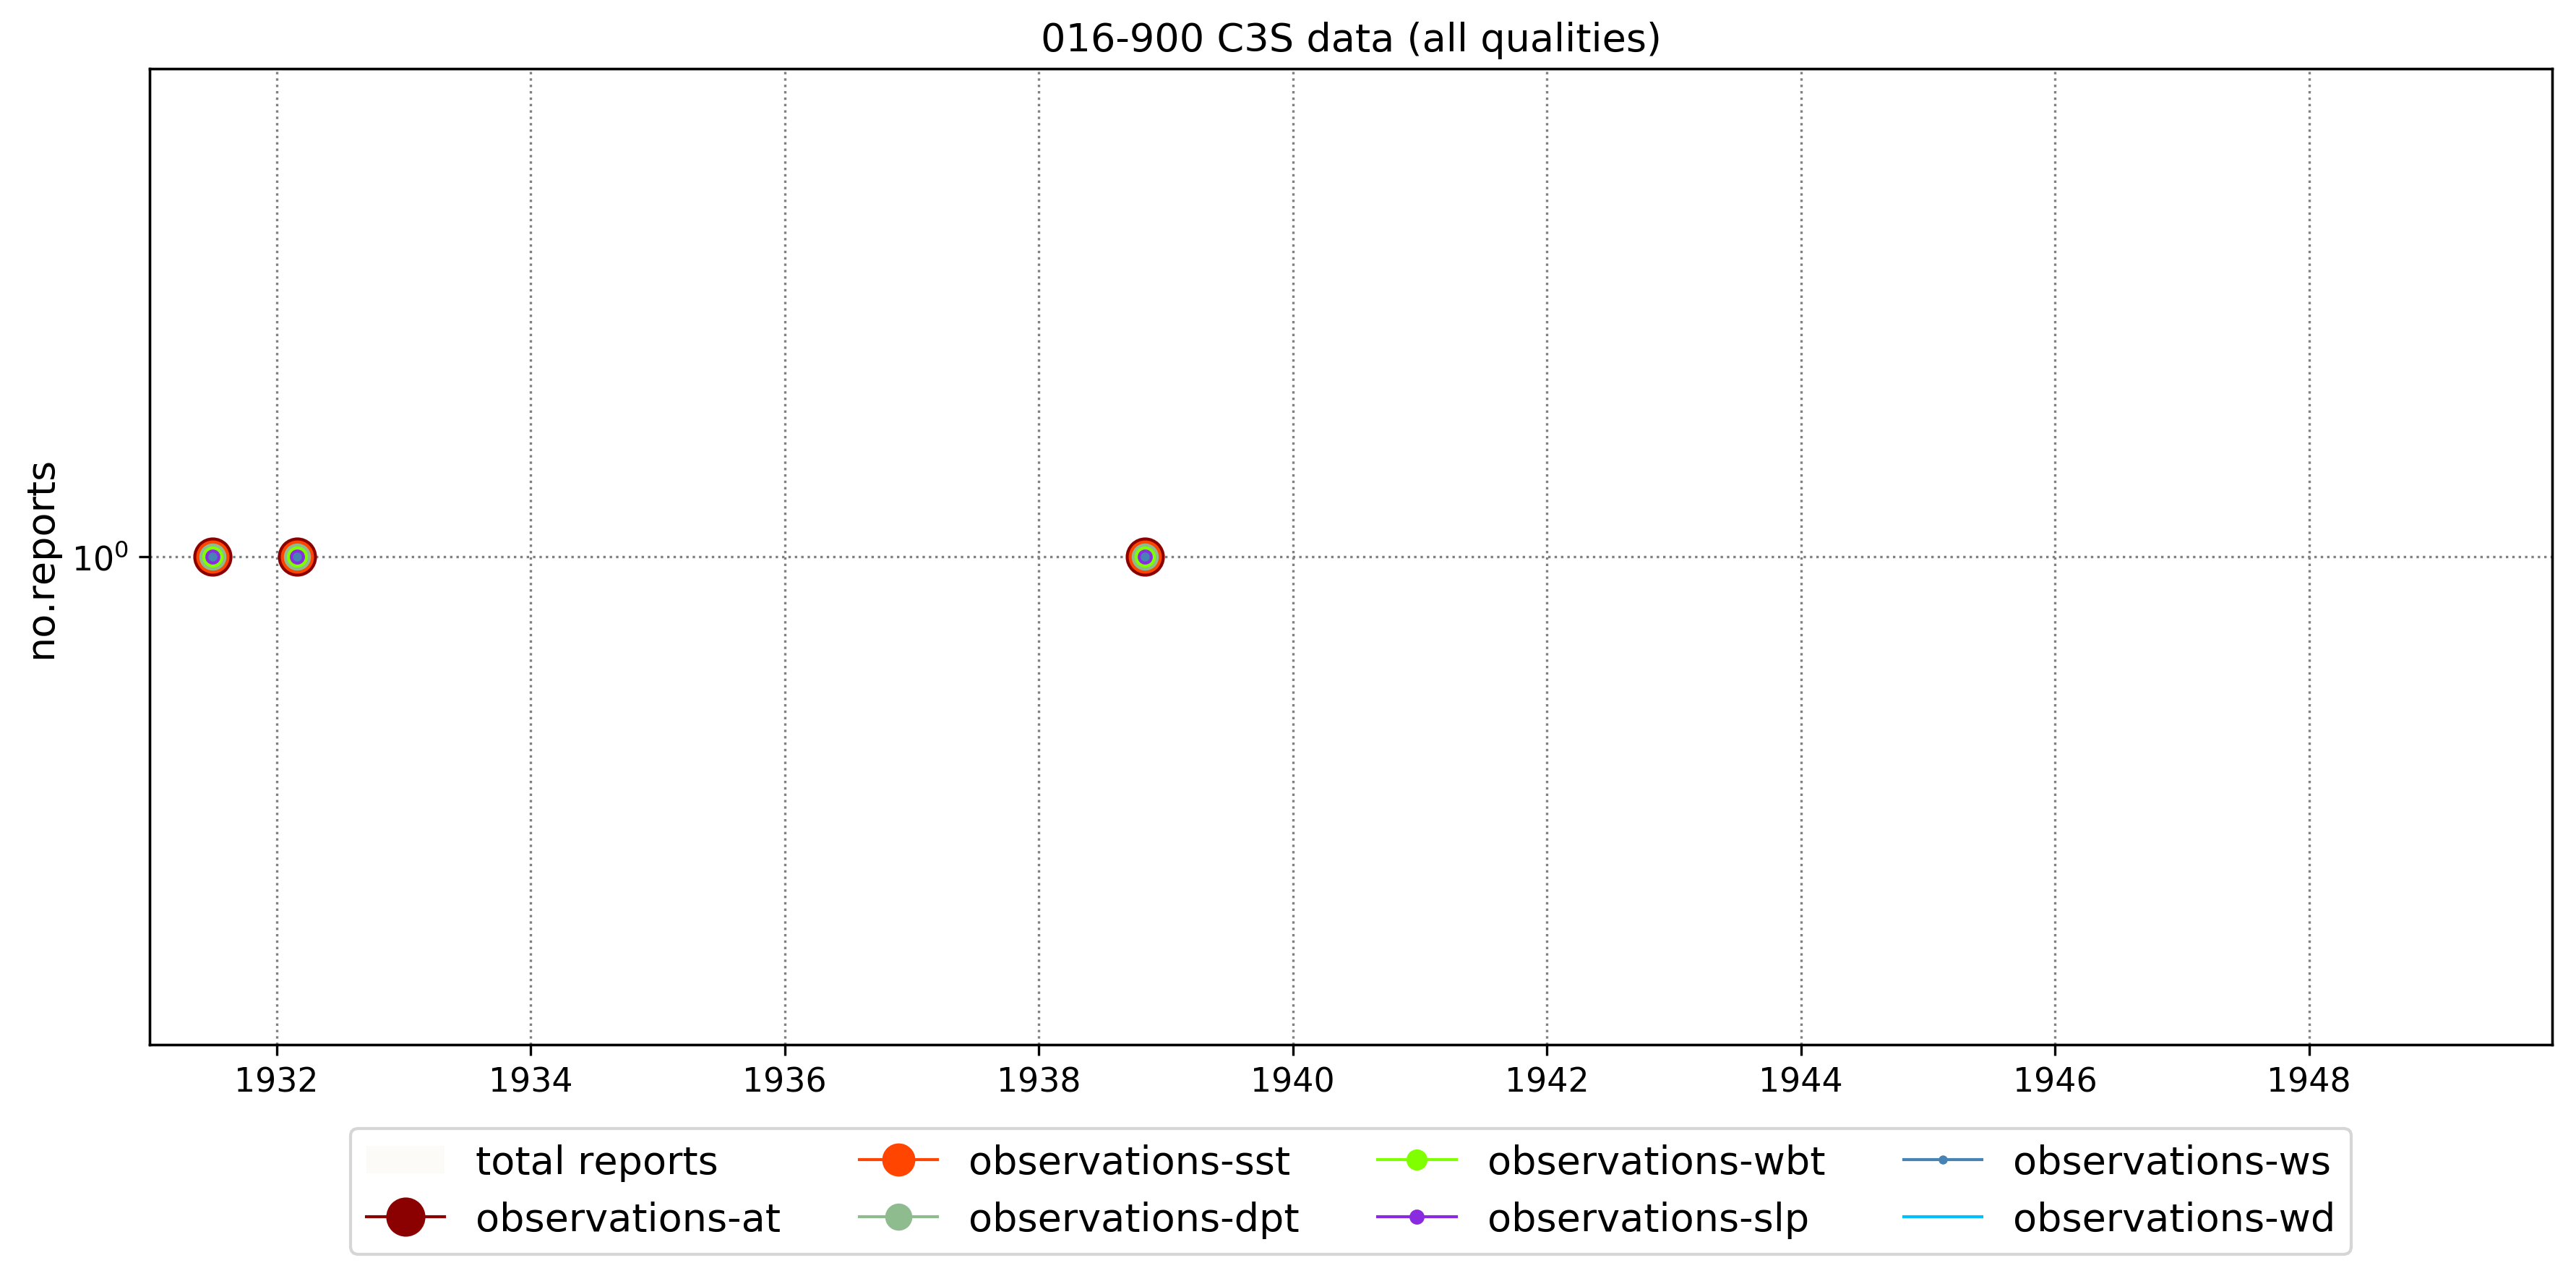 016-900 C3S data (all qualities)
no.reports
10⁰
1932 1934 1936 1938 1940 1942 1944 1946 1948
total reports observations-sst observations-wbt observations-ws
observations-at observations-dpt observations-slp observations-wd